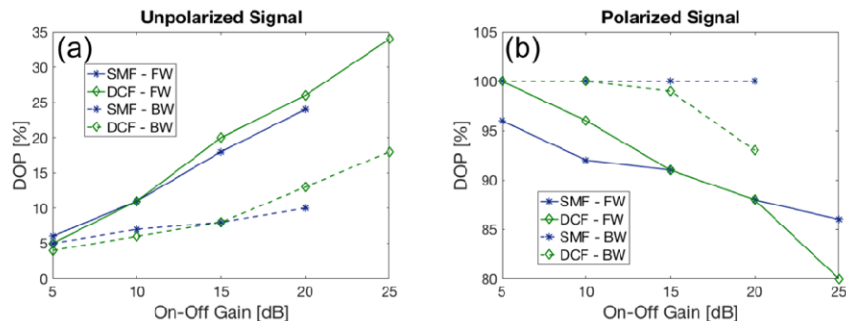 Unpolarized Signal
(a)
SMF - FW
DCF - FW
SMF - BW
DCF - BW
DOP [%]
35
30
25
20
15
10
5
0
5 10 15 20 25
On-Off Gain [dB]
Polarized Signal
(b)
SMF - FW
DCF - FW
SMF - BW
DCF - BW
DOP [%]
105
100
95
90
85
80
5 10 15 20 25
On-Off Gain [dB]